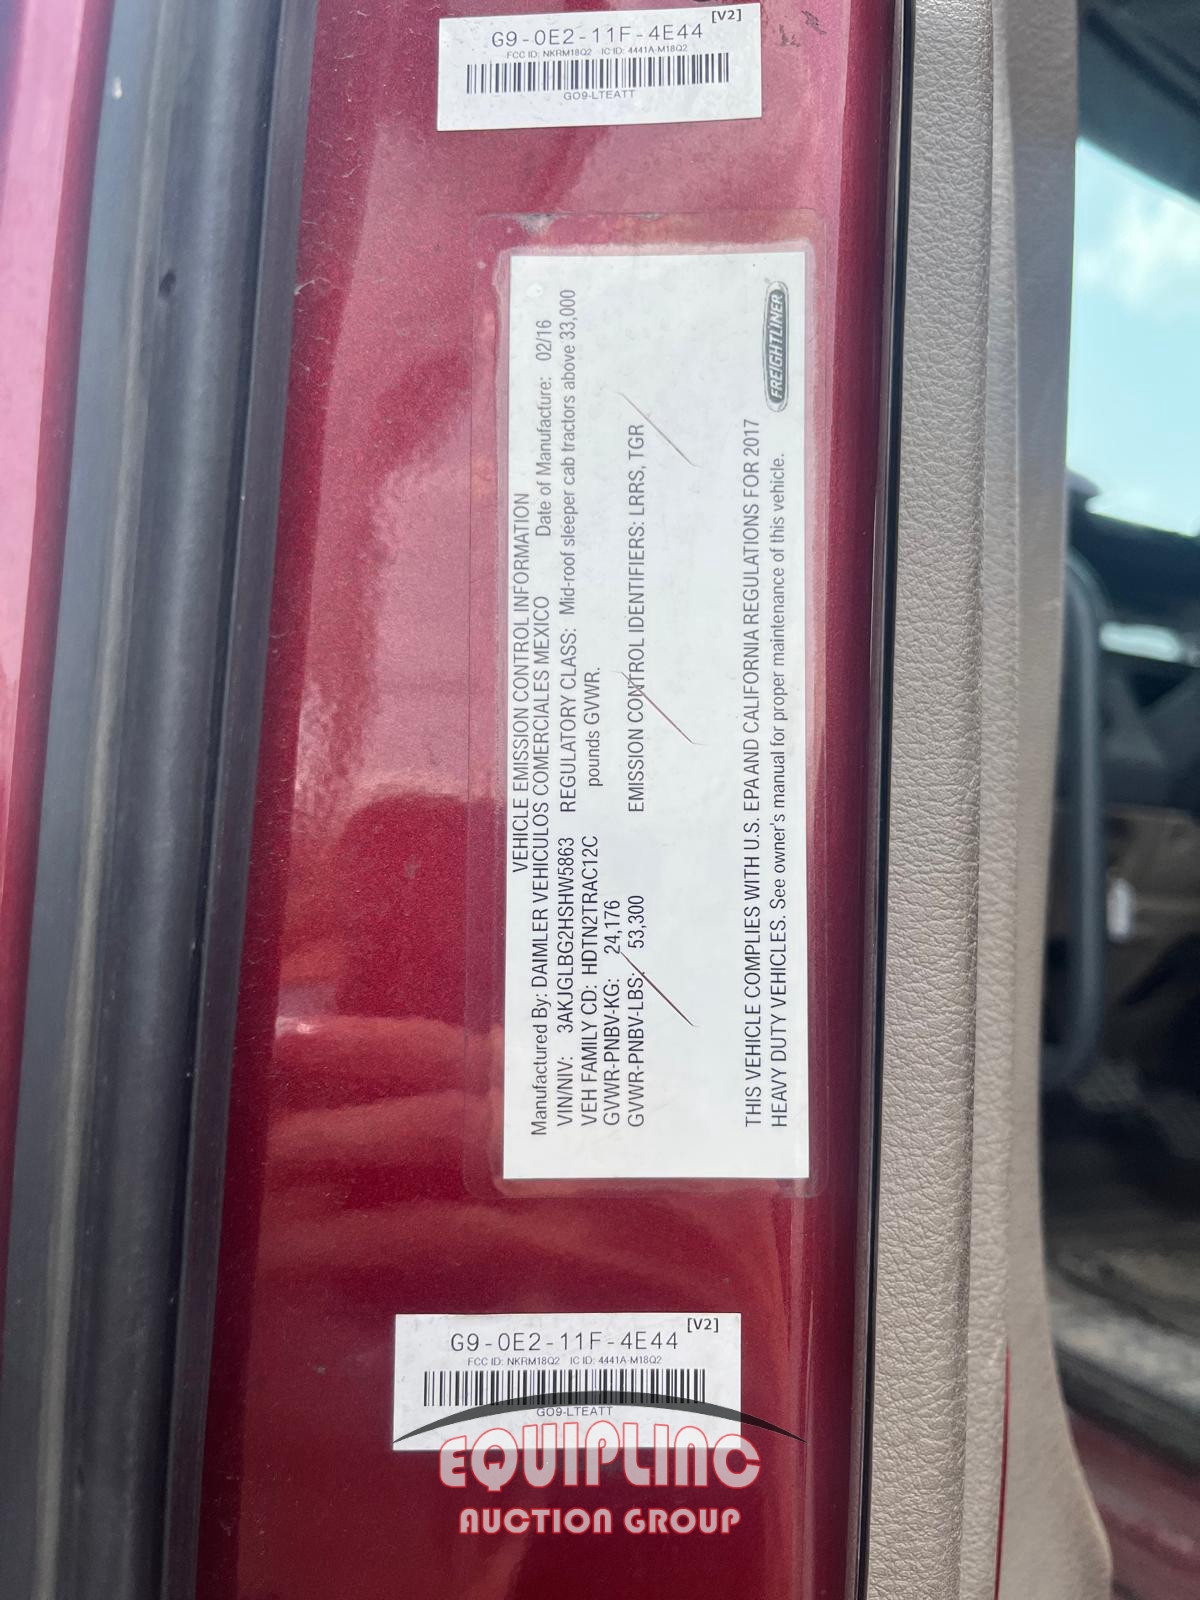 [V2]
G9-0E2-11F-4E44
FCC ID: NKRM18Q2 IC ID: 4441A-M18Q2
GO9-LTEATT
FREIGHTLINER
VEHICLE EMISSION CONTROL INFORMATION
Manufactured By: DAIMLER VEHICULOS COMERCIALES MEXICO Date of Manufacture: 02/16
VIN/NIV: 3AKJGLBG2HSHW5863 REGULATORY CLASS: Mid-roof sleeper cab tractors above 33,000
VEH FAMILY CD: HDTN2TRAC12C pounds GVWR.
GVWR-PNBV-KG: 24,176
GVWR-PNBV-LBS: 53,300 EMISSION CONTROL IDENTIFIERS: LRRS, TGR
THIS VEHICLE COMPLIES WITH U.S. EPA AND CALIFORNIA REGULATIONS FOR 2017
HEAVY DUTY VEHICLES. See owner's manual for proper maintenance of this vehicle.
[V2]
G9-0E2-11F-4E44
FCC ID: NKRM18Q2 IC ID: 4441A-M18Q2
GO9-LTEATT
EQUIPLINC
AUCTION GROUP